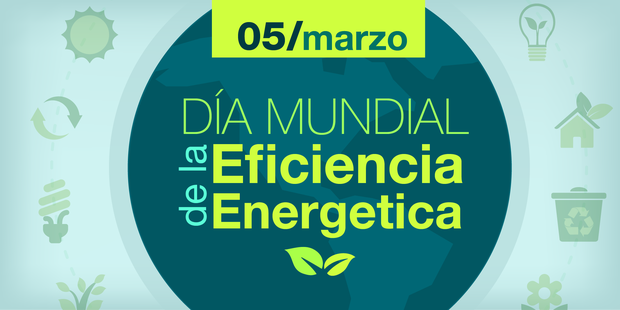 05/marzo
DÍA MUNDIAL
de la
Eficiencia
Energetica